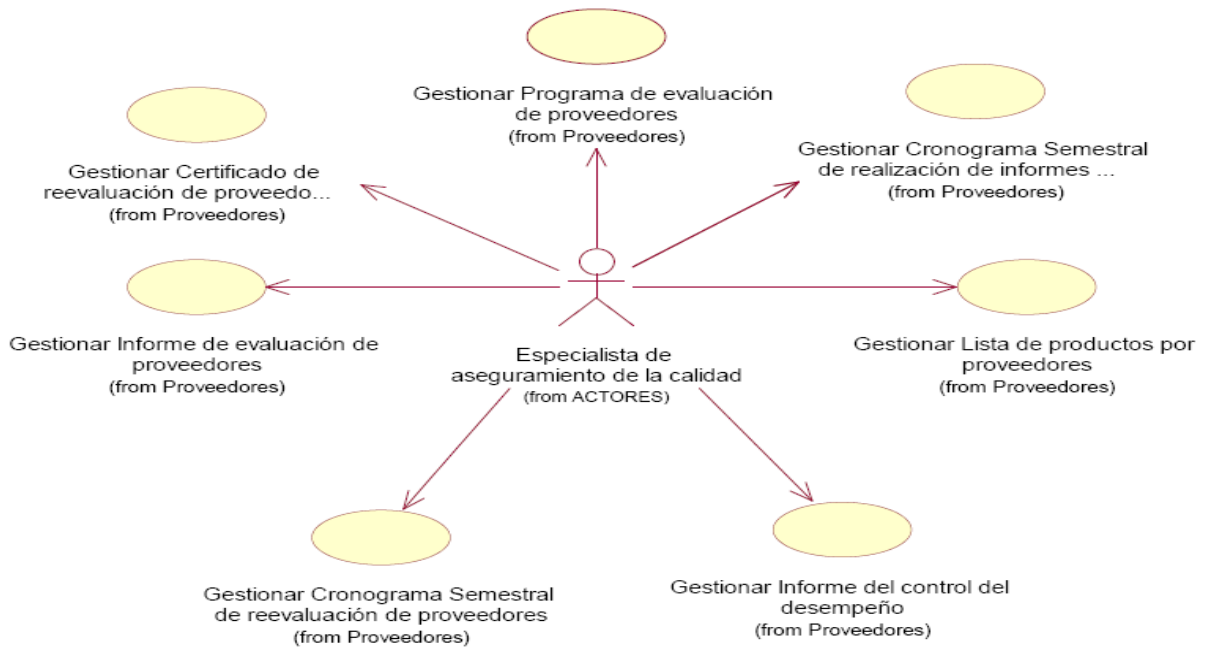 Gestionar Programa de evaluación
de proveedores
(from Proveedores)
Gestionar Cronograma Semestral
de realización de informes ...
(from Proveedores)
Gestionar Certificado de
reevaluación de proveedo...
(from Proveedores)
Gestionar Informe de evaluación de
proveedores
(from Proveedores)
Especialista de
aseguramiento de la calidad
(from ACTORES)
Gestionar Lista de productos por
proveedores
(from Proveedores)
Gestionar Cronograma Semestral
de reevaluación de proveedores
(from Proveedores)
Gestionar Informe del control del
desempeño
(from Proveedores)